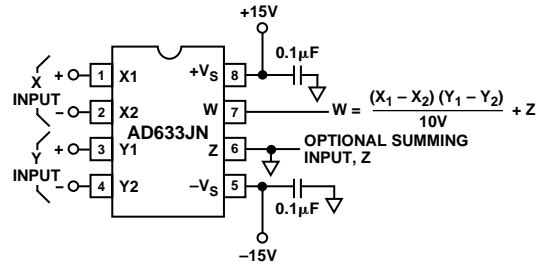 +15V
0.1μF
+ 1 X1 +VS 8
X INPUT
− 2 X2 W 7 W = (X1 − X2) (Y1 − Y2) / 10V + Z
AD633JN
+ 3 Y1 Z 6 OPTIONAL SUMMING INPUT, Z
Y INPUT
− 4 Y2 −VS 5
0.1μF
−15V